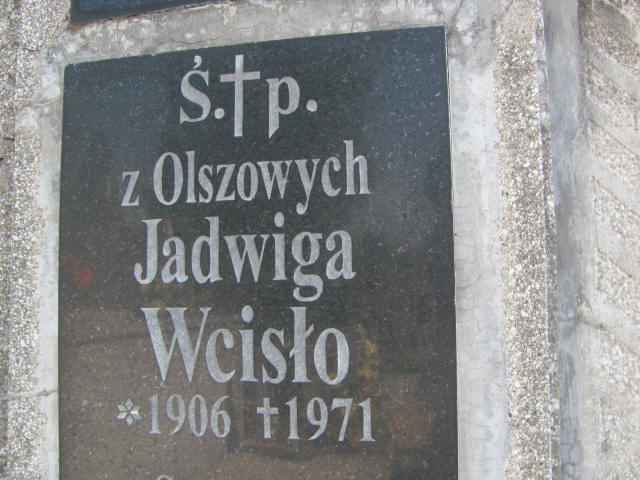 Ś.†p.
z Olszowych
Jadwiga
Wcisło
*1906 †1971